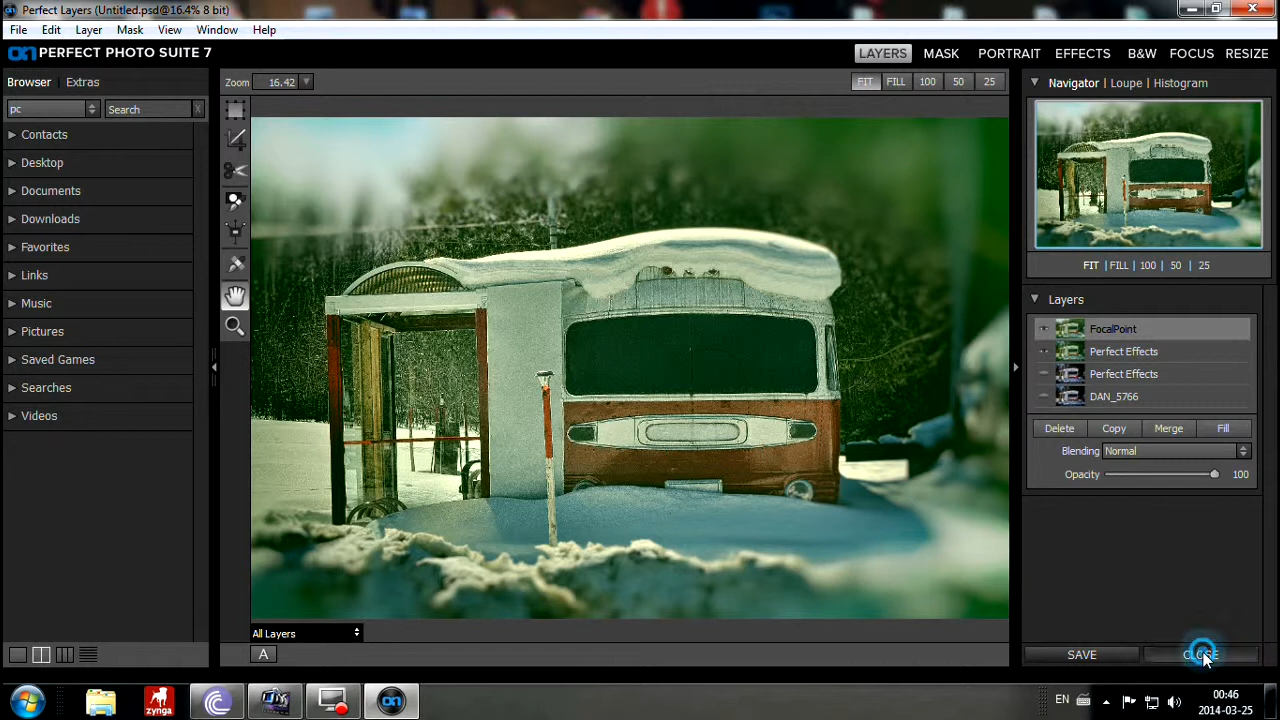 Perfect Layers (Untitled.psd@16.4% 8 bit)
File Edit Layer Mask View Window Help
on PERFECT PHOTO SUITE 7
LAYERS MASK PORTRAIT EFFECTS B&W FOCUS RESIZE
Browser Extras
pc Search X
Contacts
Desktop
Documents
Downloads
Favorites
Links
Music
Pictures
Saved Games
Searches
Videos
Zoom 16.42 FIT FILL 100 50 25
All Layers
A
Navigator | Loupe | Histogram
FIT | FILL | 100 | 50 | 25
Layers
FocalPoint
Perfect Effects
Perfect Effects
DAN_5766
Delete Copy Merge Fill
Blending Normal
Opacity 100
SAVE CLOSE
zynga on EN 00:46
2014-03-25